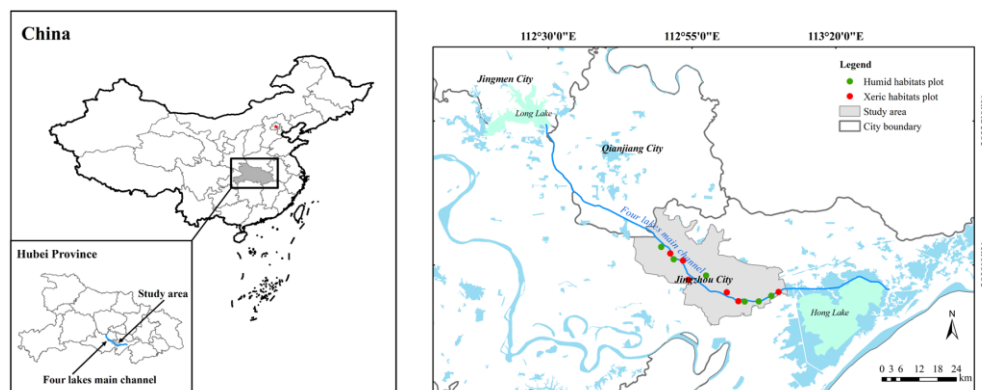 China
Hubei Province
Study area
Four lakes main channel
112°30'0"E
112°55'0"E
113°20'0"E
Jingmen City
Long Lake
Qianjiang City
Four lakes main channel
Jingzhou City
Hong Lake
Legend
Humid habitats plot
Xeric habitats plot
Study area
City boundary
N
0 3 6 12 18 24
km